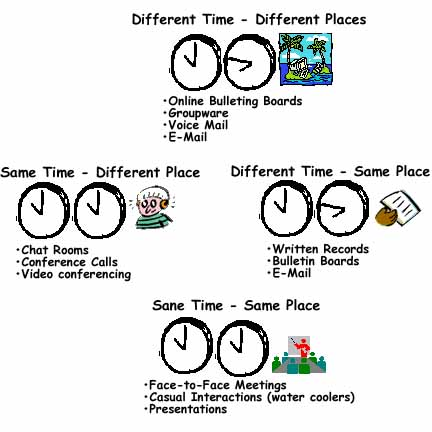 Different Time - Different Places
·Online Bulleting Boards
·Groupware
·Voice Mail
·E-Mail
Same Time - Different Place
·Chat Rooms
·Conference Calls
·Video conferencing
Different Time - Same Place
·Written Records
·Bulletin Boards
·E-Mail
Sane Time - Same Place
·Face-to-Face Meetings
·Casual Interactions (water coolers)
·Presentations